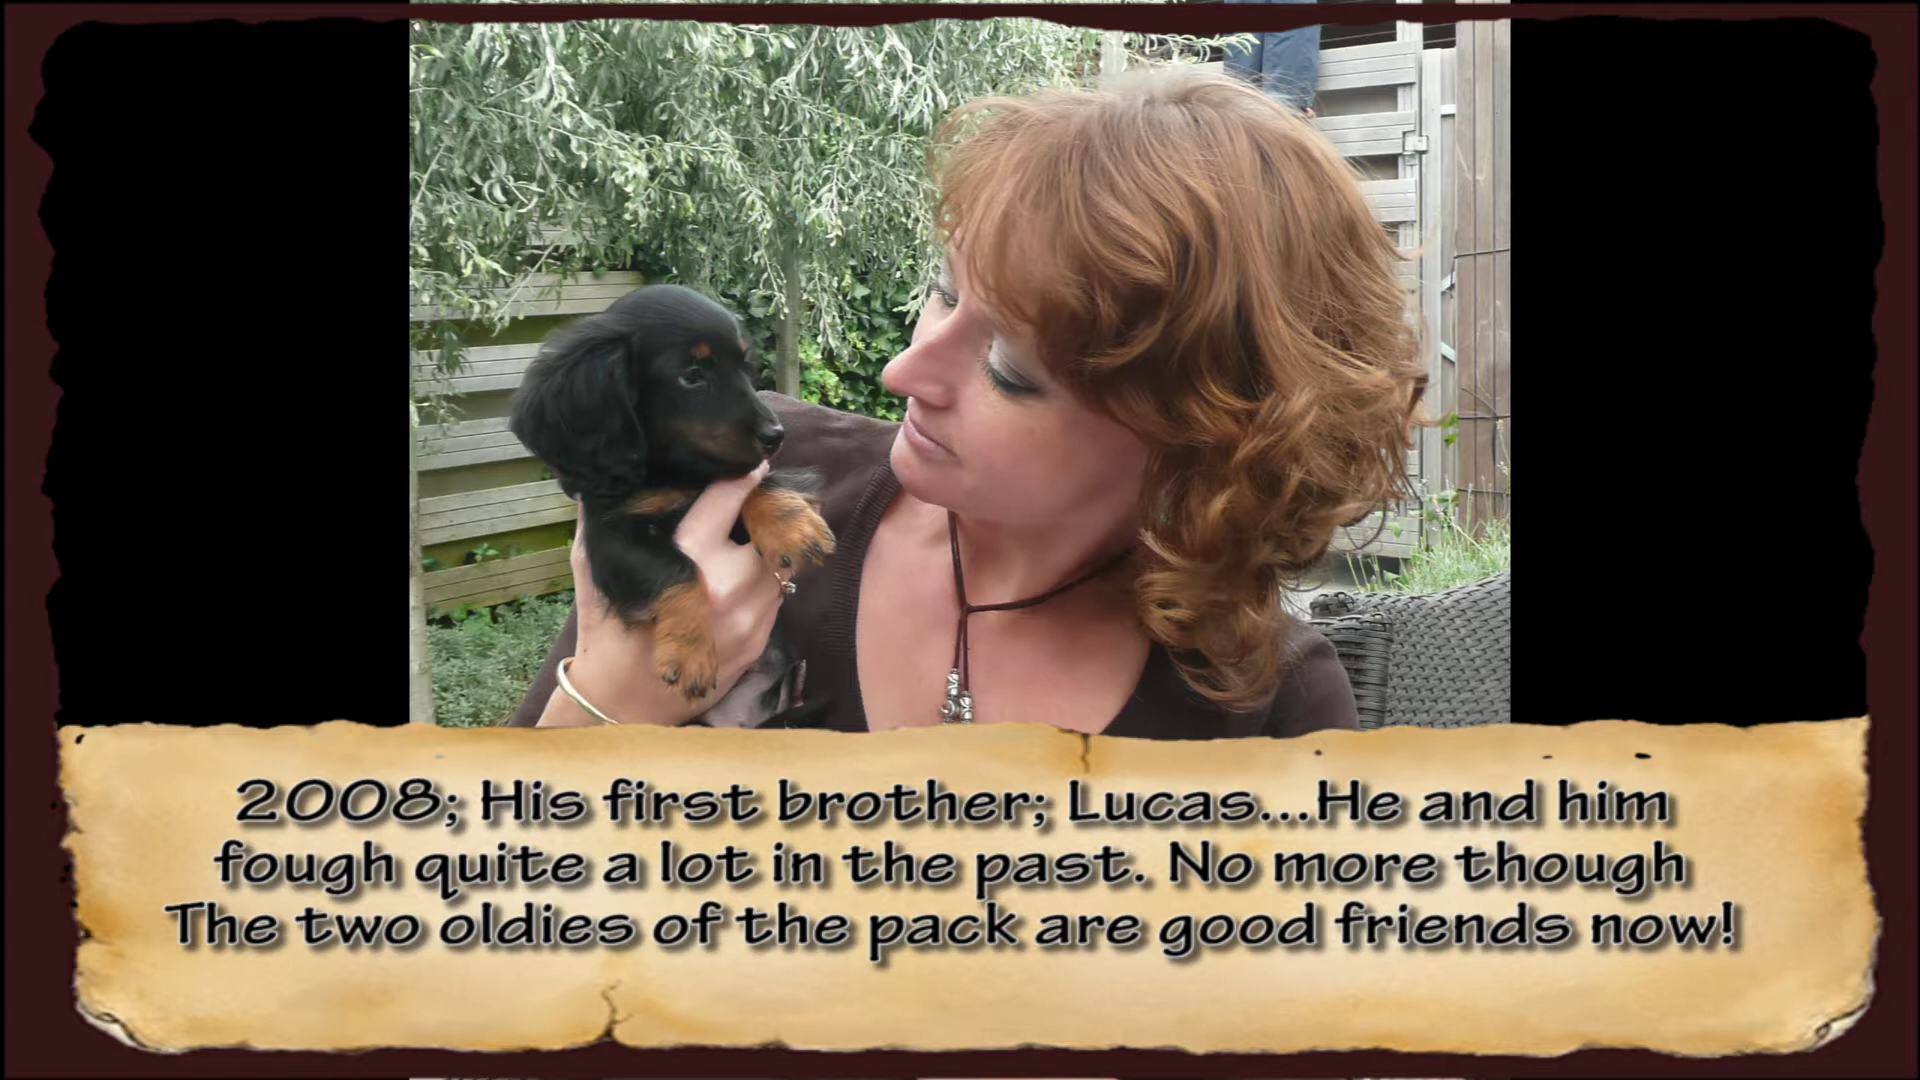 2008; His first brother; Lucas...He and him
fough quite a lot in the past. No more though
The two oldies of the pack are good friends now!